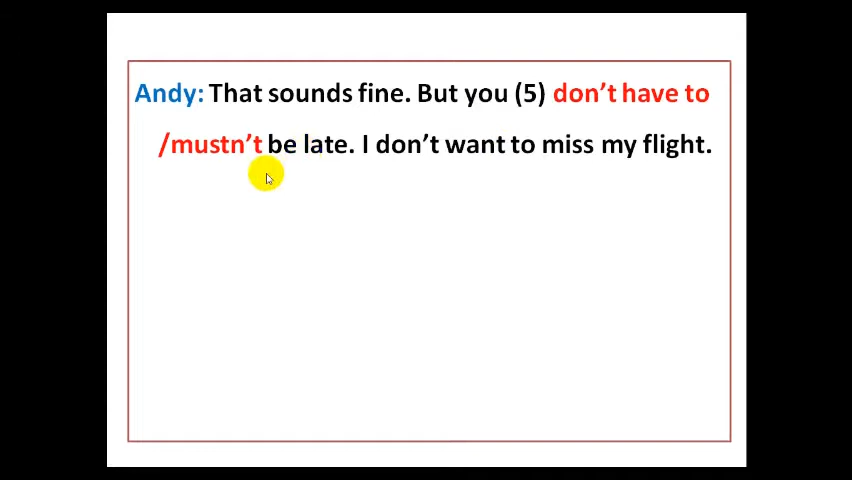 Andy: That sounds fine. But you (5) don’t have to
/mustn’t be late. I don’t want to miss my flight.